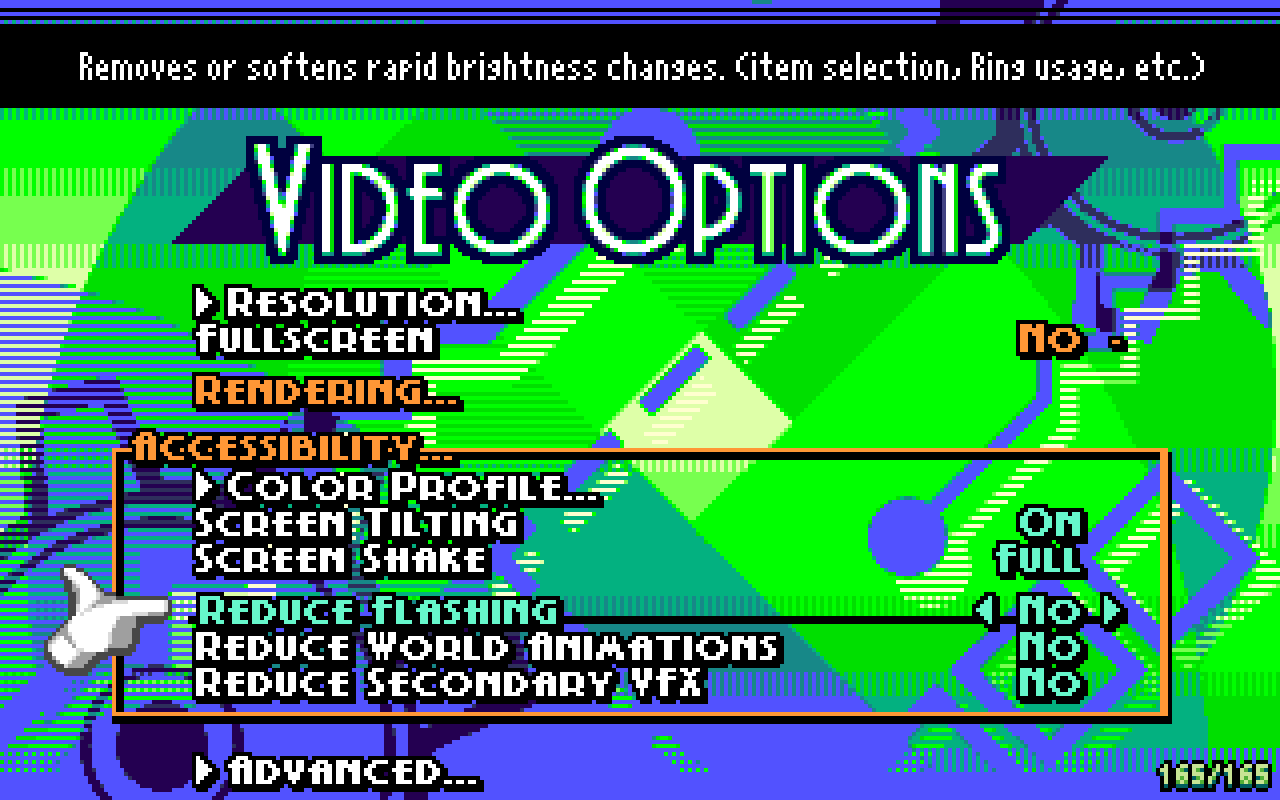 Removes or softens rapid brightness changes. (item selection, Ring usage, etc.)
Video Options
Resolution...
Fullscreen No
Rendering...
Accessibility...
Color Profile...
Screen Tilting On
Screen Shake Full
Reduce Flashing No
Reduce World Animations No
Reduce Secondary VFX No
Advanced...
165/165